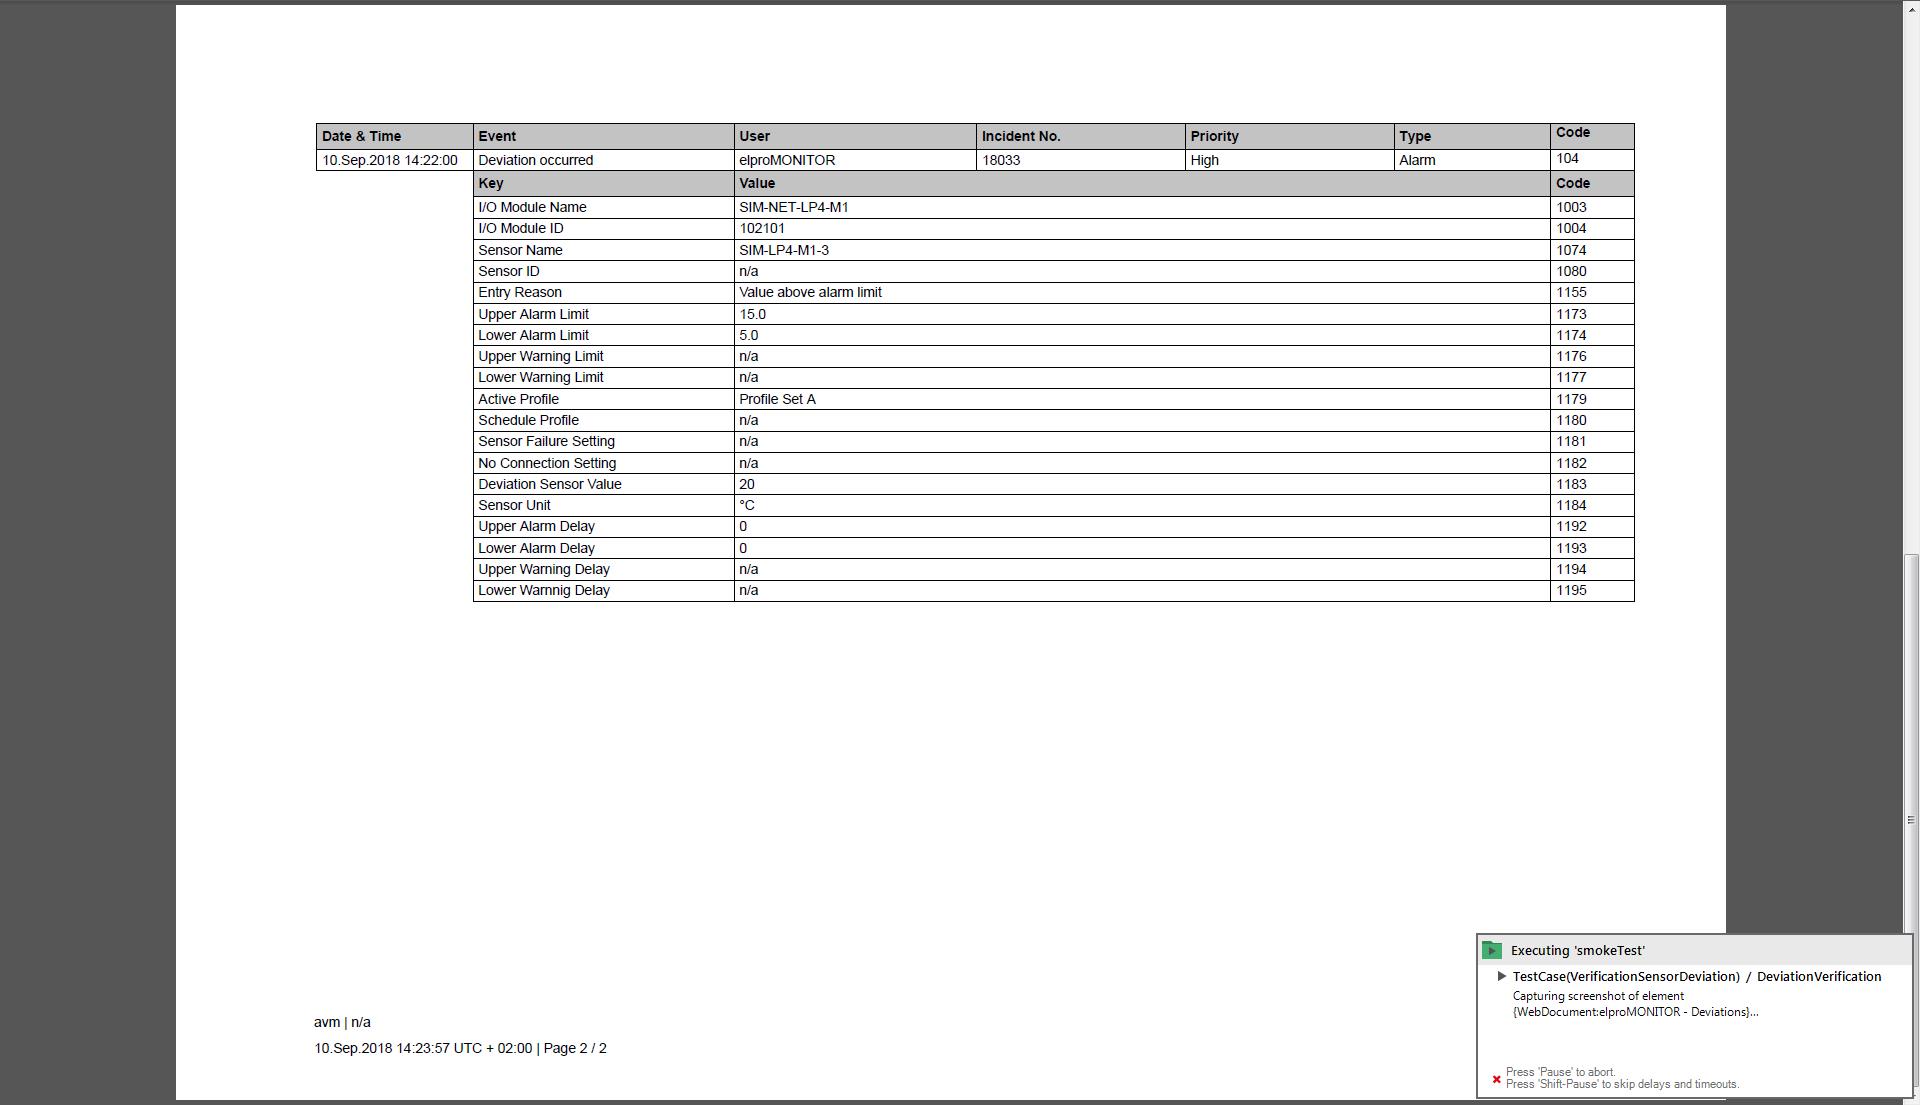 Date & Time Event User Incident No. Priority Type Code
10.Sep.2018 14:22:00 Deviation occurred elproMONITOR 18033 High Alarm 104
Key Value Code
I/O Module Name SIM-NET-LP4-M1 1003
I/O Module ID 102101 1004
Sensor Name SIM-LP4-M1-3 1074
Sensor ID n/a 1080
Entry Reason Value above alarm limit 1155
Upper Alarm Limit 15.0 1173
Lower Alarm Limit 5.0 1174
Upper Warning Limit n/a 1176
Lower Warning Limit n/a 1177
Active Profile Profile Set A 1179
Schedule Profile n/a 1180
Sensor Failure Setting n/a 1181
No Connection Setting n/a 1182
Deviation Sensor Value 20 1183
Sensor Unit °C 1184
Upper Alarm Delay 0 1192
Lower Alarm Delay 0 1193
Upper Warning Delay n/a 1194
Lower Warnnig Delay n/a 1195
avm | n/a
10.Sep.2018 14:23:57 UTC + 02:00 | Page 2 / 2
Executing 'smokeTest'
TestCase(VerificationSensorDeviation) / DeviationVerification
Capturing screenshot of element
{WebDocument:elproMONITOR - Deviations}...
Press 'Pause' to abort.
Press 'Shift-Pause' to skip delays and timeouts.